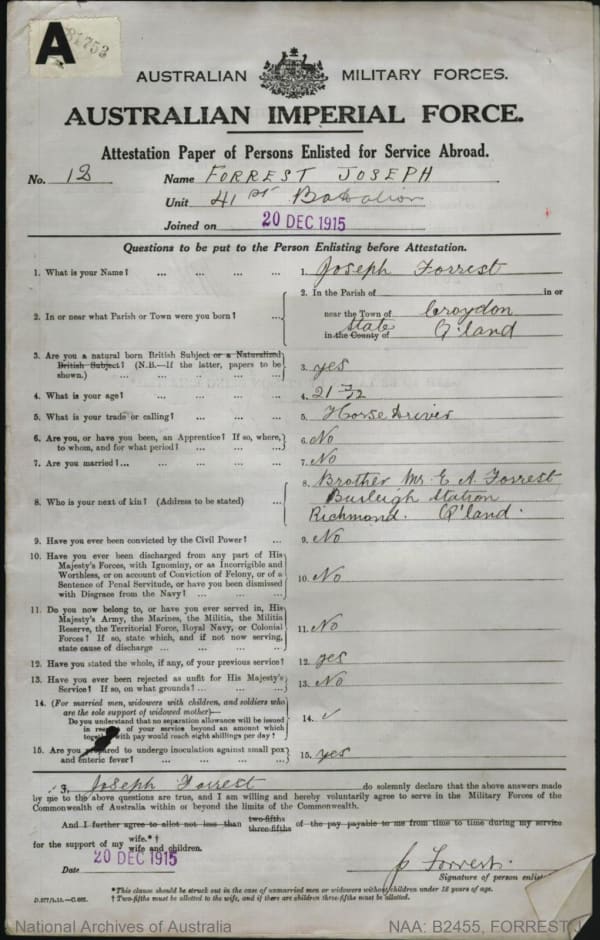 A
31753
AUSTRALIAN MILITARY FORCES.
AUSTRALIAN IMPERIAL FORCE.
Attestation Paper of Persons Enlisted for Service Abroad.
No. 12 Name FORREST JOSEPH
Unit 41st Battalion
Joined on 20 DEC 1915
Questions to be put to the Person Enlisting before Attestation.
1. What is your Name? ... ... ... ... 1. Joseph Forrest
2. In or near what Parish or Town were you born? ... 2. In the Parish of in or
near the Town of Croydon
in the County of State Q'land
3. Are you a natural born British Subject or a Naturalized
British Subject? (N.B.—If the latter, papers to be
shown.) ... ... ... ... 3. yes
4. What is your age? ... ... ... ... 4. 21 3/12
5. What is your trade or calling? ... ... ... 5. Horse Driver
6. Are you, or have you been, an Apprentice? If so, where,
to whom, and for what period? ... ... ... 6. No
7. Are you married? ... ... ... ... 7. No
8. Who is your next of kin? (Address to be stated) ... 8. Brother Mr. E A. Forrest
Burleigh Station
Richmond. Q'land.
9. Have you ever been convicted by the Civil Power? ... 9. No
10. Have you ever been discharged from any part of His
Majesty's Forces, with Ignominy, or as Incorrigible and
Worthless, or on account of Conviction of Felony, or of a
Sentence of Penal Servitude, or have you been dismissed
with Disgrace from the Navy? ... ... ... 10. No
11. Do you now belong to, or have you ever served in, His
Majesty's Army, the Marines, the Militia, the Militia
Reserve, the Territorial Force, Royal Navy, or Colonial
Forces? If so, state which, and if not now serving,
state cause of discharge ... ... ... 11. No
12. Have you stated the whole, if any, of your previous service? 12. yes
13. Have you ever been rejected as unfit for His Majesty's
Service? If so, on what grounds? ... ... ... 13. No
14. (For married men, widowers with children, and soldiers who
are the sole support of widowed mother)—
Do you understand that no separation allowance will be issued
in respect of your service beyond an amount which
together with pay would reach eight shillings per day? 14. ✓
15. Are you prepared to undergo inoculation against small pox
and enteric fever? ... ... ... ... 15. yes
I, Joseph Forrest do solemnly declare that the above answers made
by me to the above questions are true, and I am willing and hereby voluntarily agree to serve in the Military Forces of the
Commonwealth of Australia within or beyond the limits of the Commonwealth.
And I further agree to allot not less than two-fifths three-fifths of the pay payable to me from time to time during my service
for the support of my wife.*† wife and children.
Date 20 DEC 1915
J Forrest.
Signature of person enlis
*This clause should be struck out in the case of unmarried men or widowers without children under 18 years of age.
† Two-fifths must be allotted to the wife, and if there are children three-fifths must be allotted.
National Archives of Australia
NAA: B2455, FORREST J